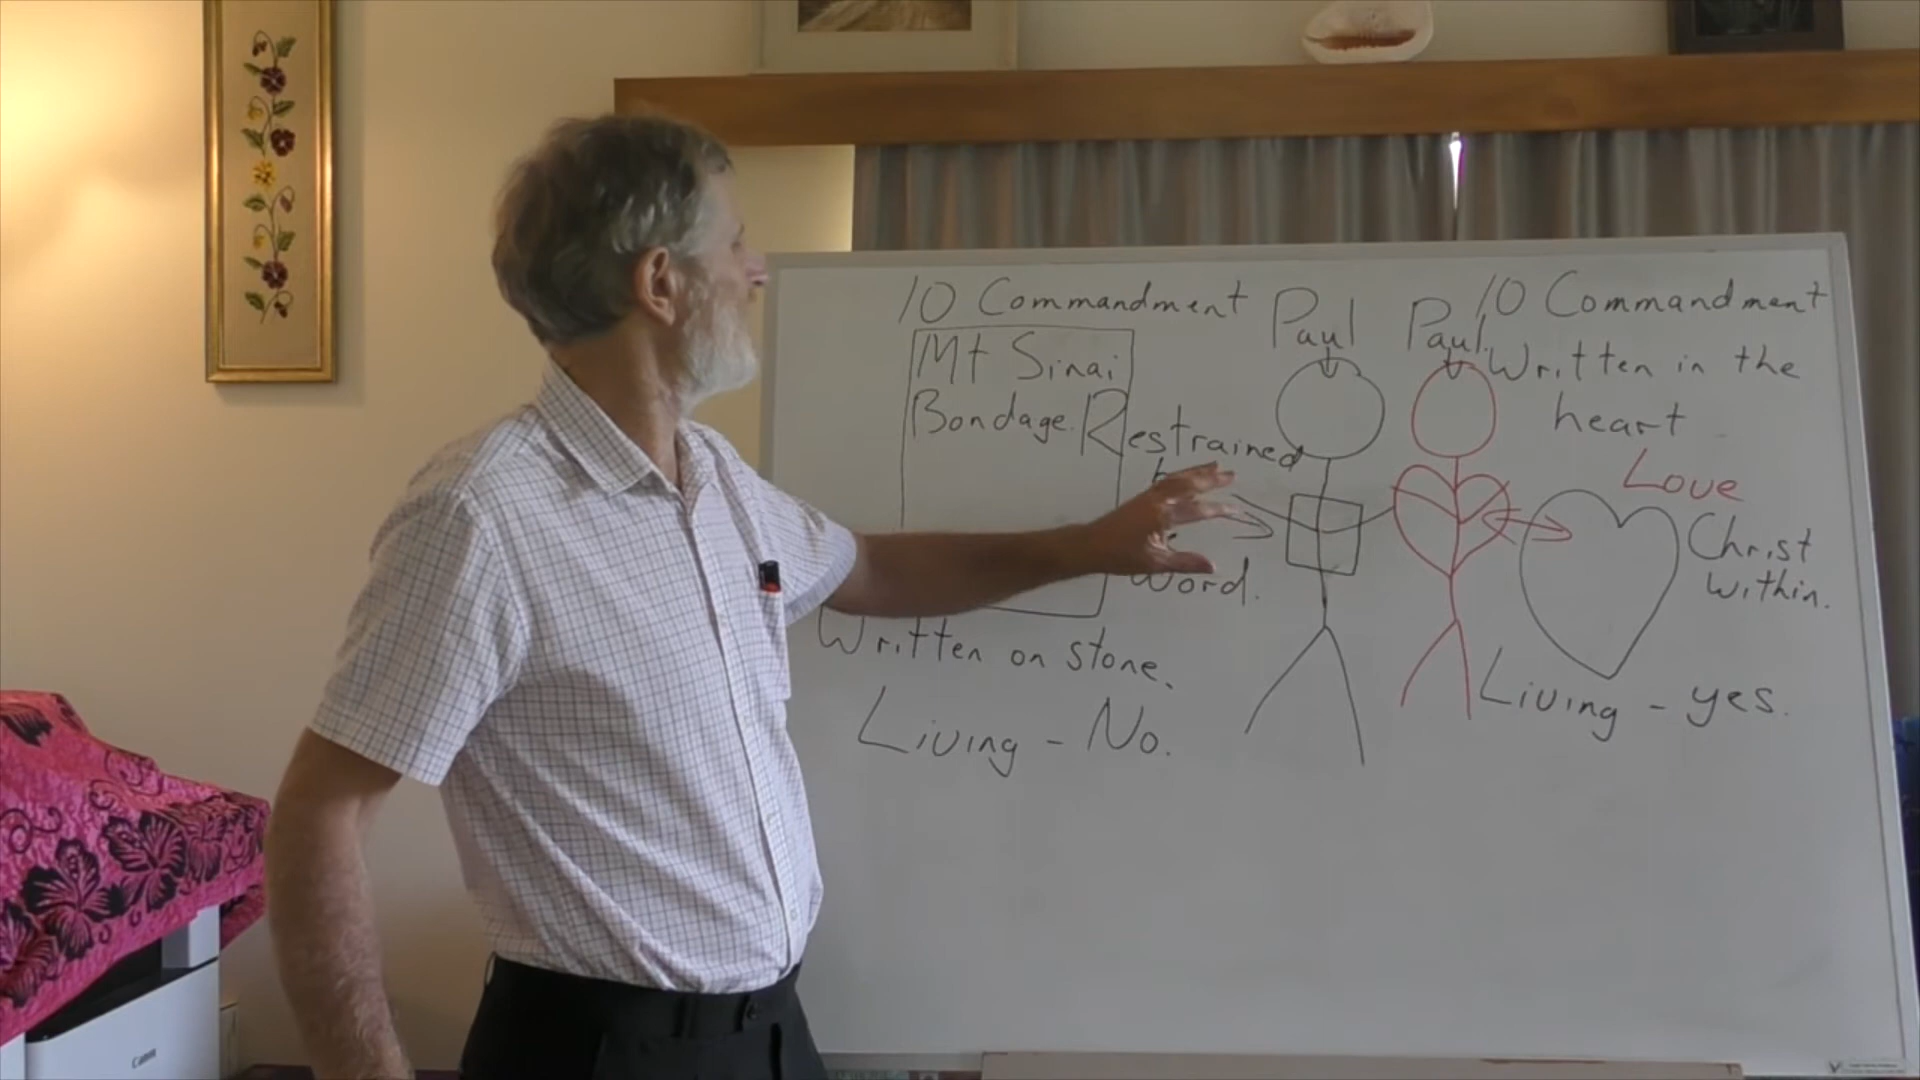 10 Commandment
Mt Sinai
Bondage.
Restrained
Word.
Written on stone.
Living - No.
Paul
Paul
10 Commandment
Written in the
heart
Love
Christ
within.
Living - yes.
Canon